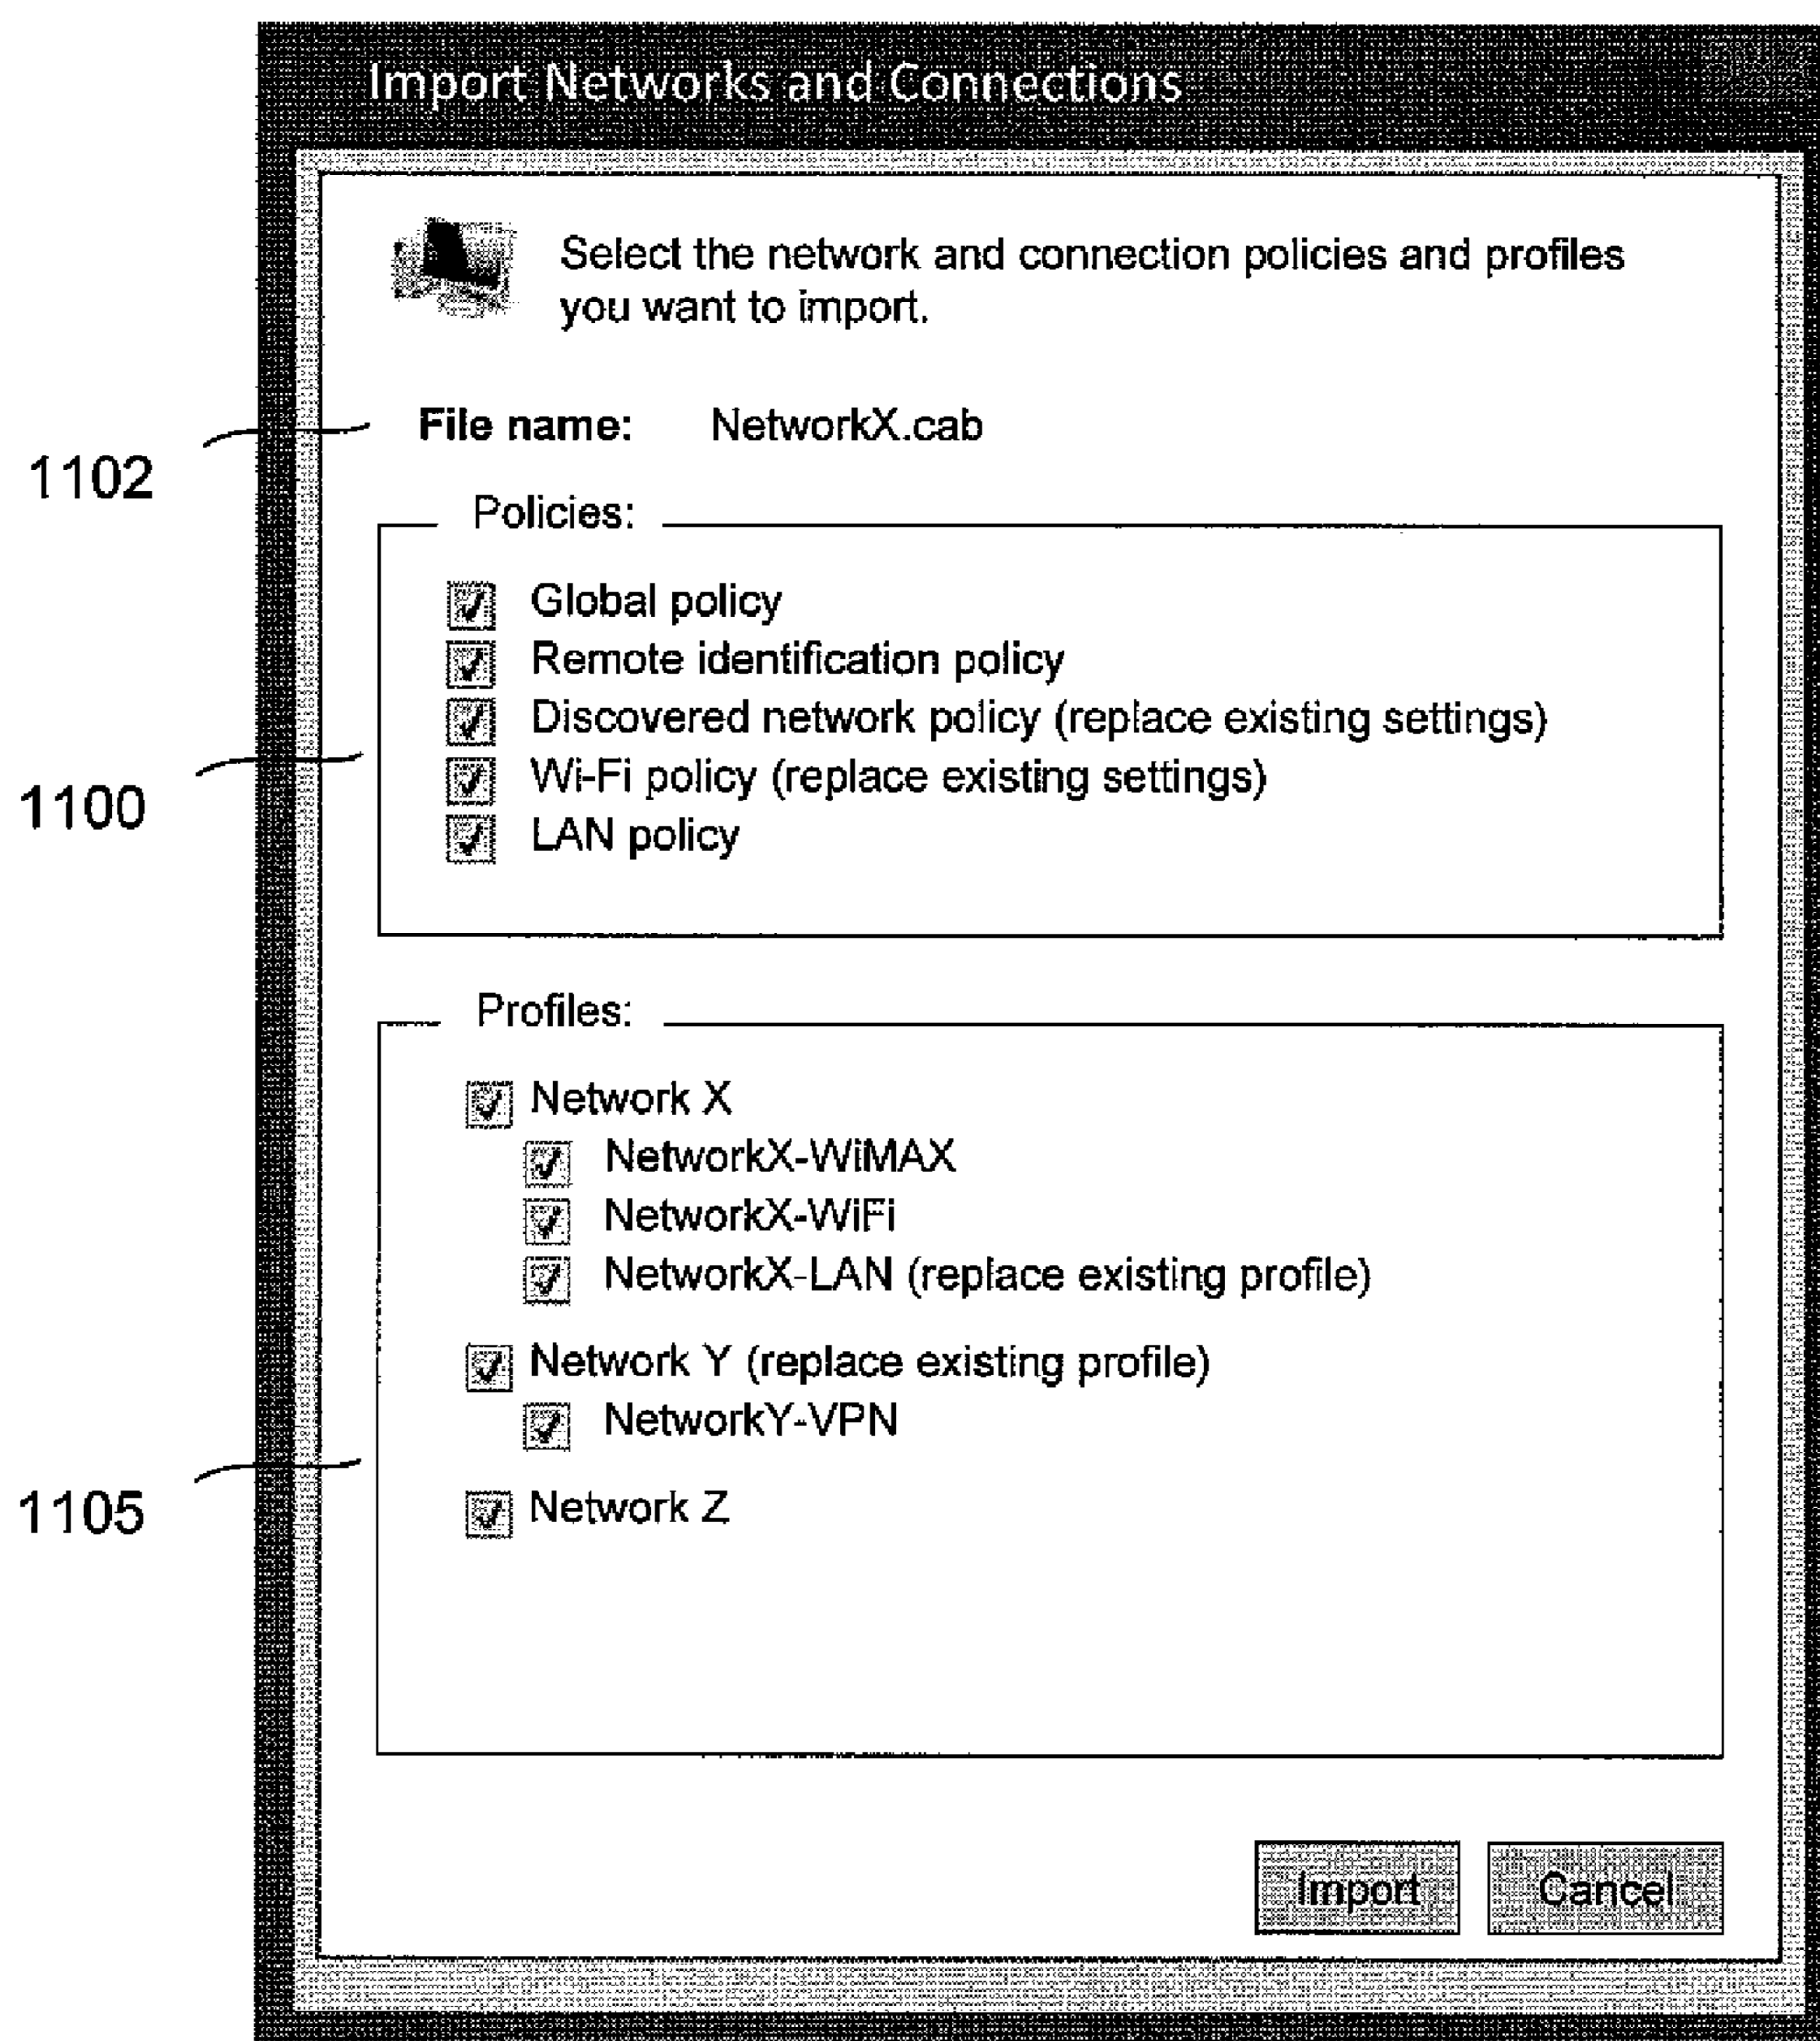 Import Networks and Connections
Select the network and connection policies and profiles
you want to import.
1102
File name: NetworkX.cab
Policies:
Global policy
Remote identification policy
Discovered network policy (replace existing settings)
Wi-Fi policy (replace existing settings)
1100
LAN policy
Profiles:
Network X
NetworkX-WiMAX
NetworkX-WiFi
NetworkX-LAN (replace existing profile)
Network Y (replace existing profile)
NetworkY-VPN
1105
Network Z
Import Cancel